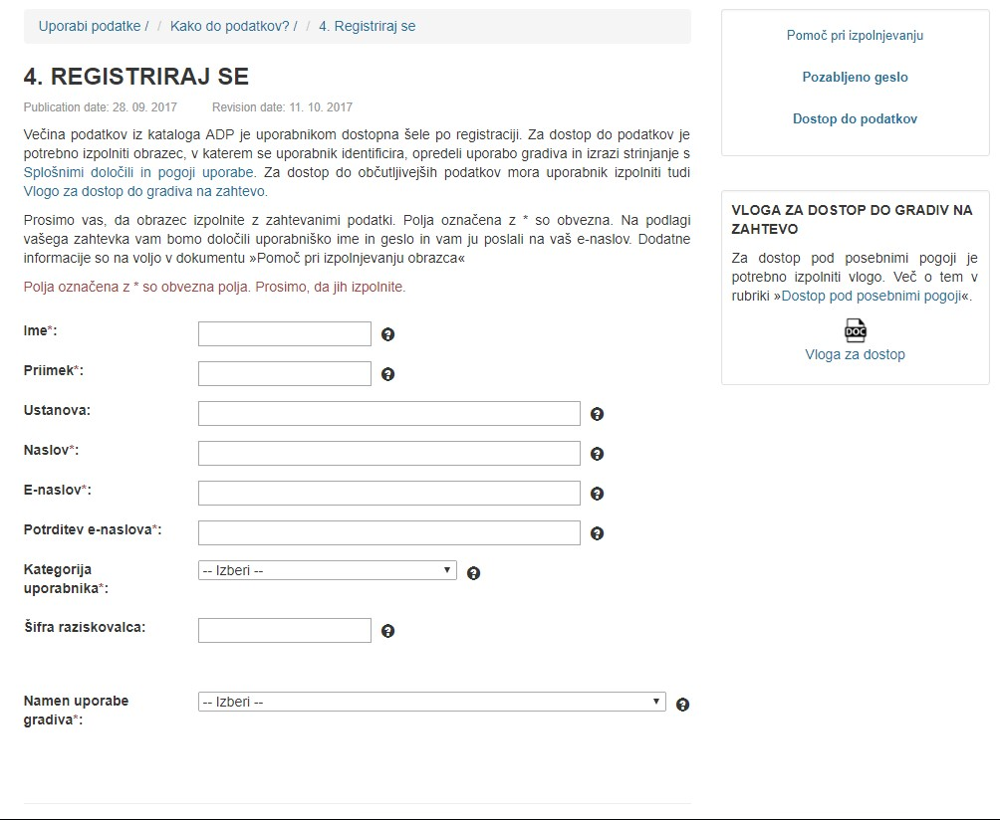 Uporabi podatke / / Kako do podatkov? / / 4. Registriraj se
4. REGISTRIRAJ SE
Publication date: 28. 09. 2017 Revision date: 11. 10. 2017
Večina podatkov iz kataloga ADP je uporabnikom dostopna šele po registraciji. Za dostop do podatkov je
potrebno izpolniti obrazec, v katerem se uporabnik identificira, opredeli uporabo gradiva in izrazi strinjanje s
Splošnimi določili in pogoji uporabe. Za dostop do občutljivejših podatkov mora uporabnik izpolniti tudi
Vlogo za dostop do gradiva na zahtevo.
Prosimo vas, da obrazec izpolnite z zahtevanimi podatki. Polja označena z * so obvezna. Na podlagi
vašega zahtevka vam bomo določili uporabniško ime in geslo in vam ju poslali na vaš e-naslov. Dodatne
informacije so na voljo v dokumentu »Pomoč pri izpolnjevanju obrazca«
Polja označena z * so obvezna polja. Prosimo, da jih izpolnite.
Ime*:
Priimek*:
Ustanova:
Naslov*:
E-naslov*:
Potrditev e-naslova*:
Kategorija
uporabnika*:
-- Izberi --
Šifra raziskovalca:
Namen uporabe
gradiva*:
-- Izberi --
Pomoč pri izpolnjevanju
Pozabljeno geslo
Dostop do podatkov
VLOGA ZA DOSTOP DO GRADIV NA
ZAHTEVO
Za dostop pod posebnimi pogoji je
potrebno izpolniti vlogo. Več o tem v
rubriki »Dostop pod posebnimi pogoji«.
DOC
Vloga za dostop